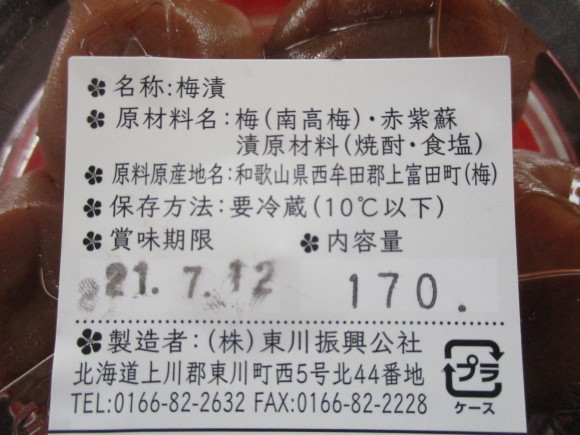 名称:梅漬
原材料名:梅(南高梅)・赤紫蘇
漬原材料(焼酎・食塩)
原料原産地名:和歌山県西牟田郡上富田町(梅)
保存方法:要冷蔵(10℃以下)
賞味期限 内容量
21.7.12 170.
製造者:(株)東川振興公社
北海道上川郡東川町西5号北44番地
TEL:0166-82-2632 FAX:0166-82-2228
プラ
ケース